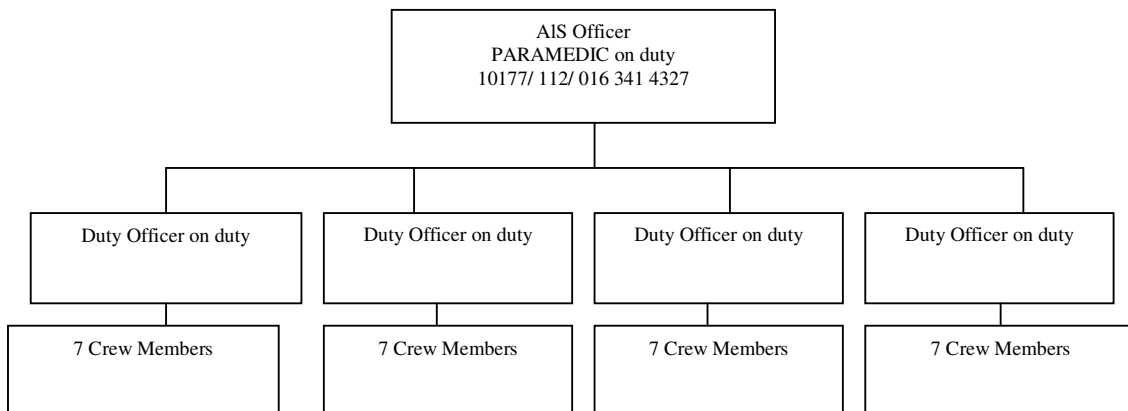 AlS Officer
PARAMEDIC on duty
10177/ 112/ 016 341 4327
Duty Officer on duty
Duty Officer on duty
Duty Officer on duty
Duty Officer on duty
7 Crew Members
7 Crew Members
7 Crew Members
7 Crew Members